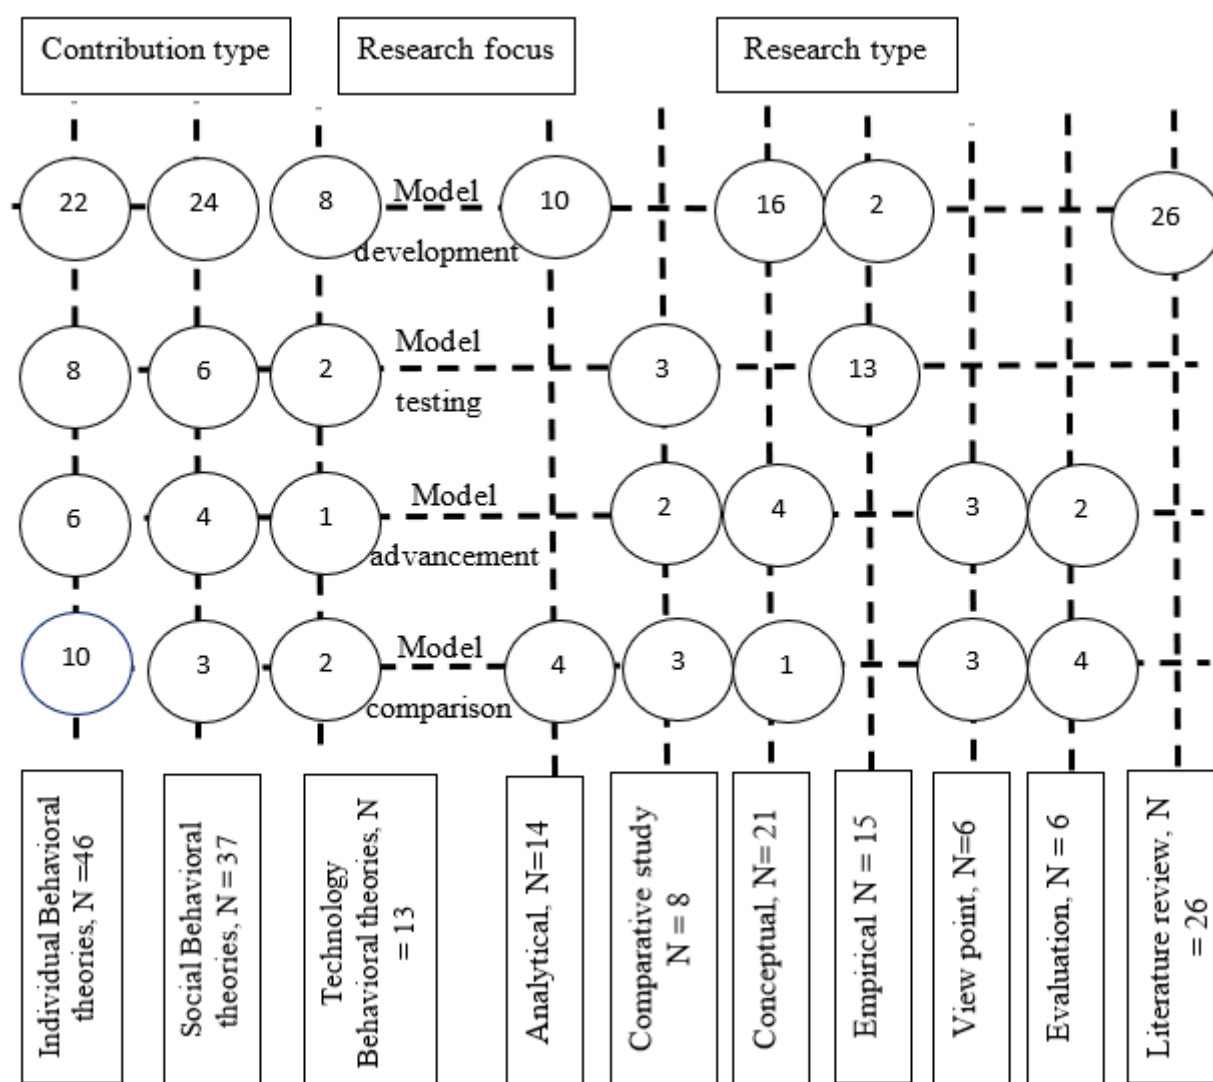 Contribution type
Research focus
Research type
22
24
8
Model
development
10
16
2
26
8
6
2
Model
testing
3
13
6
4
1
Model
advancement
2
4
3
2
10
3
2
Model
comparison
4
3
1
3
4
Individual Behavioral
theories, N =46
Social Behavioral
theories, N = 37
Technology
Behavioral theories, N
= 13
Analytical, N=14
Comparative study
N = 8
Conceptual, N= 21
Empirical N = 15
View point, N=6
Evaluation, N = 6
Literature review, N
= 26